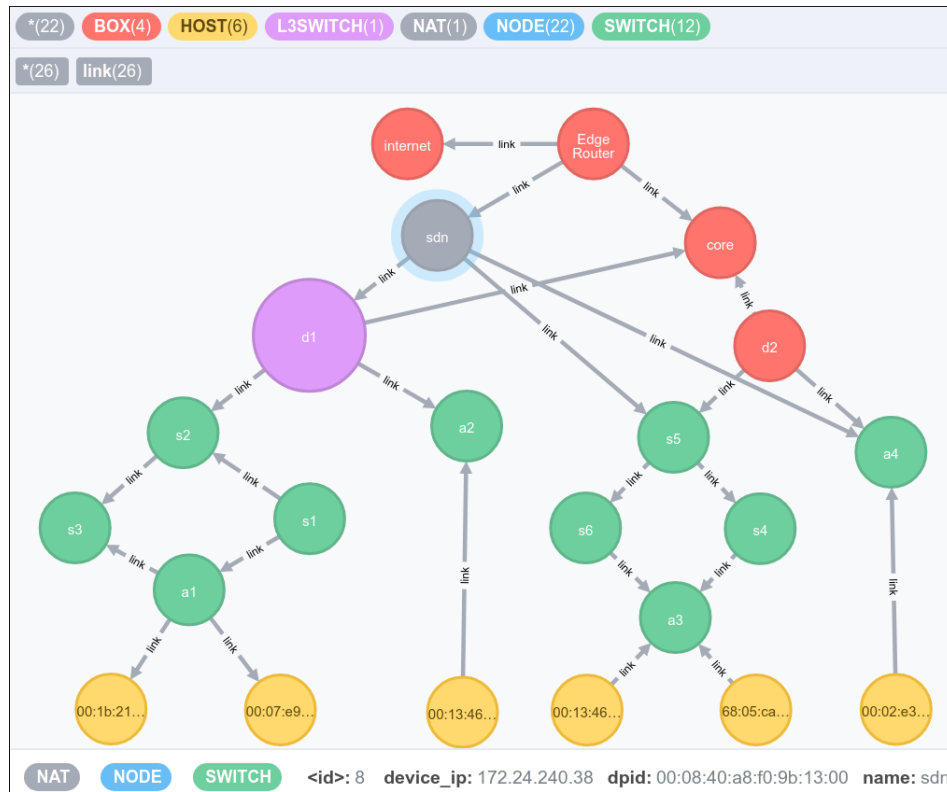 *(22) BOX(4) HOST(6) L3SWITCH(1) NAT(1) NODE(22) SWITCH(12)
*(26) link(26)
internet
link
Edge
Router
link
link
sdn
core
link
link
link
d1
link
link
d2
link
link
link
link
s2
a2
s5
a4
link
link
link
link
s3
s1
s6
s4
link
link
link
link
link
link
a1
a3
link
link
link
link
00:1b:21...
00:07:e9...
00:13:46...
00:13:46...
68:05:ca...
00:02:e3...
NAT NODE SWITCH <id>: 8 device_ip: 172.24.240.38 dpid: 00:08:40:a8:f0:9b:13:00 name: sdn